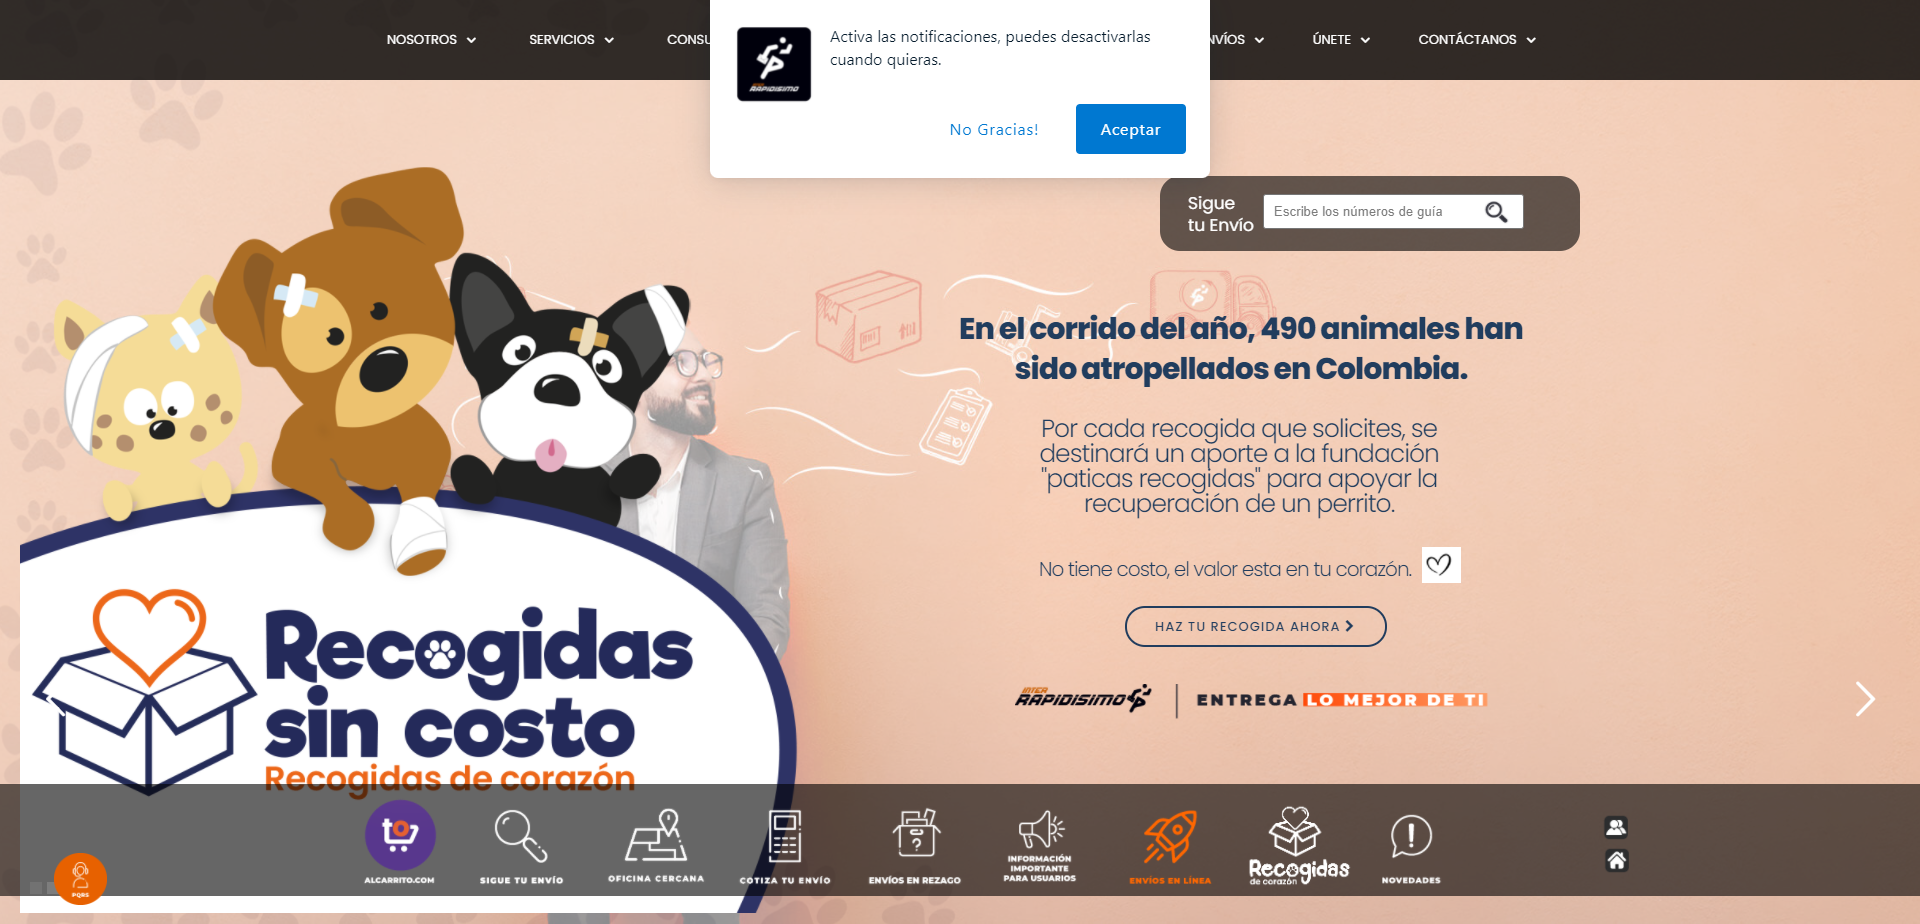 NOSOTROS
SERVICIOS
CONSU
NVÍOS
ÚNETE
CONTÁCTANOS
Activa las notificaciones, puedes desactivarlas
cuando quieras.
No Gracias!
Aceptar
INTER
RAPIDISIMO
Sigue
tu Envío
Escribe los números de guía
En el corrido del año, 490 animales han
sido atropellados en Colombia.
Por cada recogida que solicites, se
destinará un aporte a la fundación
"paticas recogidas" para apoyar la
recuperación de un perrito.
No tiene costo, el valor esta en tu corazón.
HAZ TU RECOGIDA AHORA
INTER
RAPIDISIMO
ENTREGA LO MEJOR DE TI
Recogidas
sin costo
Recogidas de corazón
to
ALCARRITO.COM
SIGUE TU ENVÍO
OFICINA CERCANA
COTIZA TU ENVÍO
ENVÍOS EN REZAGO
INFORMACIÓN
IMPORTANTE
PARA USUARIOS
ENVÍOS EN LÍNEA
Recogidas
de corazón
NOVEDADES
PQRS